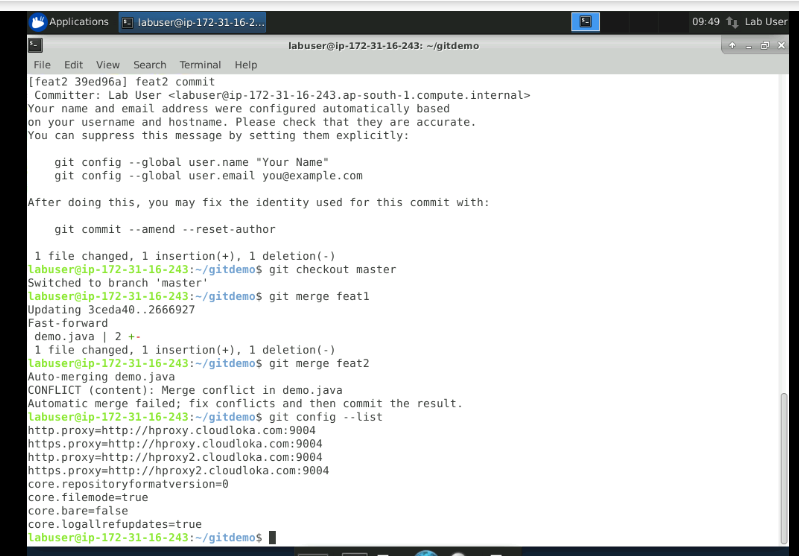 Applications labuser@ip-172-31-16-2... 09:49 Lab User
labuser@ip-172-31-16-243: ~/gitdemo
File Edit View Search Terminal Help
[feat2 39ed96a] feat2 commit
 Committer: Lab User <labuser@ip-172-31-16-243.ap-south-1.compute.internal>
Your name and email address were configured automatically based
on your username and hostname. Please check that they are accurate.
You can suppress this message by setting them explicitly:
    git config --global user.name "Your Name"
    git config --global user.email you@example.com
After doing this, you may fix the identity used for this commit with:
    git commit --amend --reset-author
 1 file changed, 1 insertion(+), 1 deletion(-)
labuser@ip-172-31-16-243:~/gitdemo$ git checkout master
Switched to branch 'master'
labuser@ip-172-31-16-243:~/gitdemo$ git merge feat1
Updating 3ceda40..2666927
Fast-forward
 demo.java | 2 +-
 1 file changed, 1 insertion(+), 1 deletion(-)
labuser@ip-172-31-16-243:~/gitdemo$ git merge feat2
Auto-merging demo.java
CONFLICT (content): Merge conflict in demo.java
Automatic merge failed; fix conflicts and then commit the result.
labuser@ip-172-31-16-243:~/gitdemo$ git config --list
http.proxy=http://hproxy.cloudloka.com:9004
https.proxy=http://hproxy.cloudloka.com:9004
http.proxy=http://hproxy2.cloudloka.com:9004
https.proxy=http://hproxy2.cloudloka.com:9004
core.repositoryformatversion=0
core.filemode=true
core.bare=false
core.logallrefupdates=true
labuser@ip-172-31-16-243:~/gitdemo$